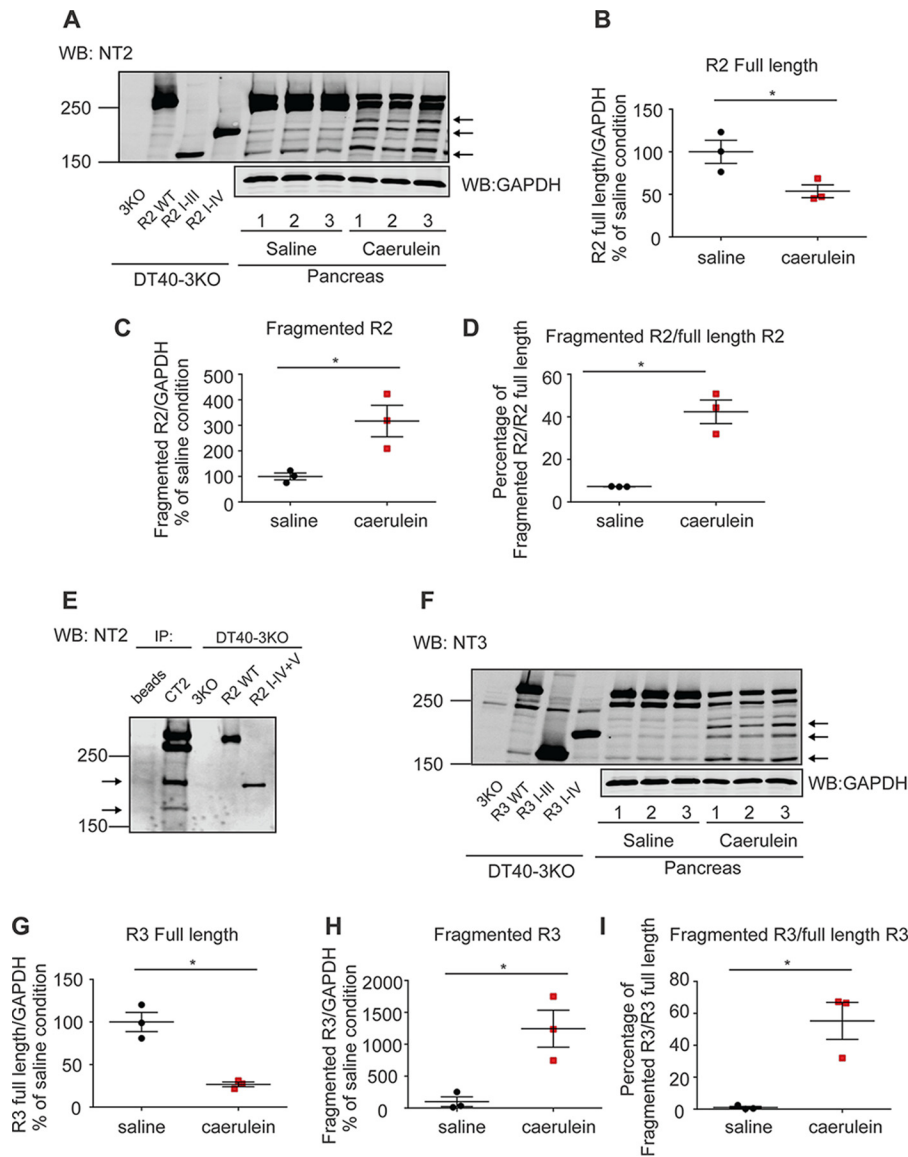 A
WB: NT2
250
150
WB:GAPDH
3KO
R2 WT
R2 I-III
R2 I-IV
1 2 3 1 2 3
Saline Caerulein
DT40-3KO Pancreas
B
R2 Full length
*
R2 full length/GAPDH
% of saline condition
150
100
50
0
saline caerulein
C
Fragmented R2
*
Fragmented R2/GAPDH
% of saline condition
500
400
300
200
100
0
saline caerulein
D
Fragmented R2/full length R2
*
Percentage of
Fragmented R2/R2 full length
60
40
20
0
saline caerulein
E
WB: NT2
IP: DT40-3KO
beads
CT2
3KO
R2 WT
R2 I-IV+V
250
150
F
WB: NT3
250
150
WB:GAPDH
3KO
R3 WT
R3 I-III
R3 I-IV
1 2 3 1 2 3
Saline Caerulein
DT40-3KO Pancreas
G
R3 Full length
*
R3 full length/GAPDH
% of saline condition
150
100
50
0
saline caerulein
H
Fragmented R3
*
Fragmented R3/GAPDH
% of saline condition
2000
1500
1000
500
0
saline caerulein
I
Fragmented R3/full length R3
*
Percentage of
Fragmented R3/R3 full length
80
60
40
20
0
saline caerulein